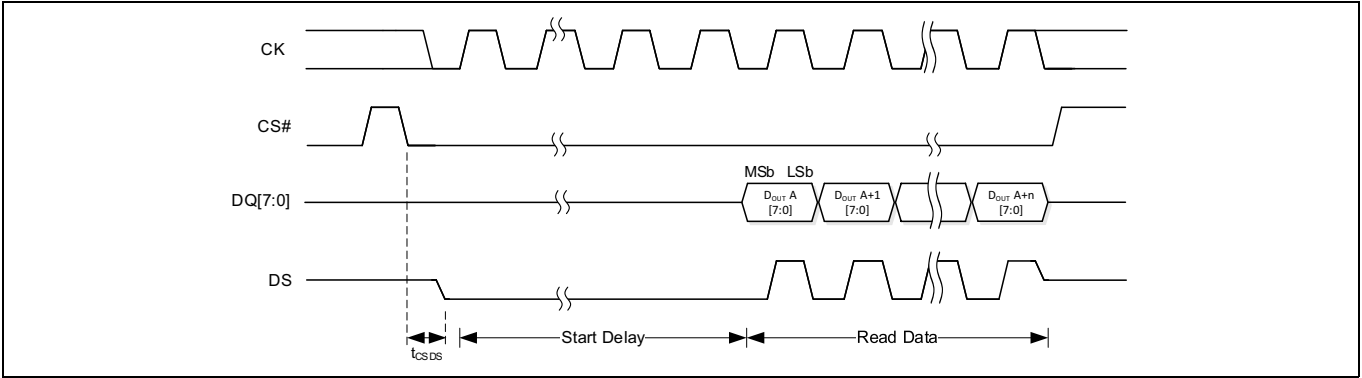 CK
CS#
MSb LSb
DQ[7:0]
DOUT A
[7:0]
DOUT A+1
[7:0]
DOUT A+n
[7:0]
DS
Start Delay
Read Data
tCSDS